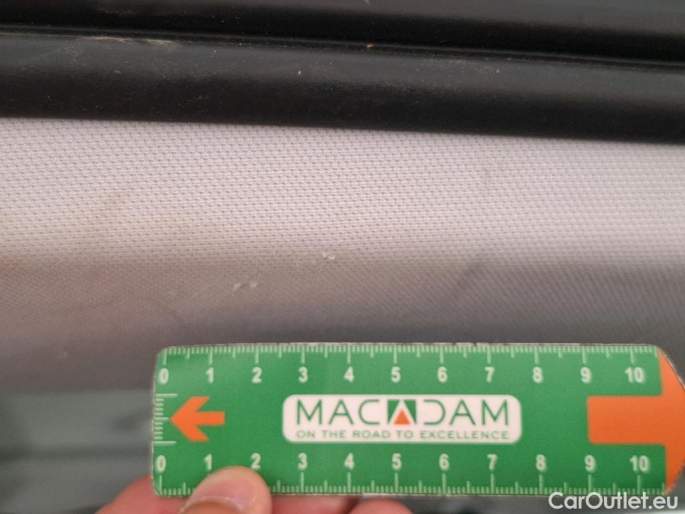 0 1 2 3 4 5 6 7 8 9 10
MACADAM
ON THE ROAD TO EXCELLENCE
0 1 2 3 4 5 6 7 8 9 10
CarOutlet.eu